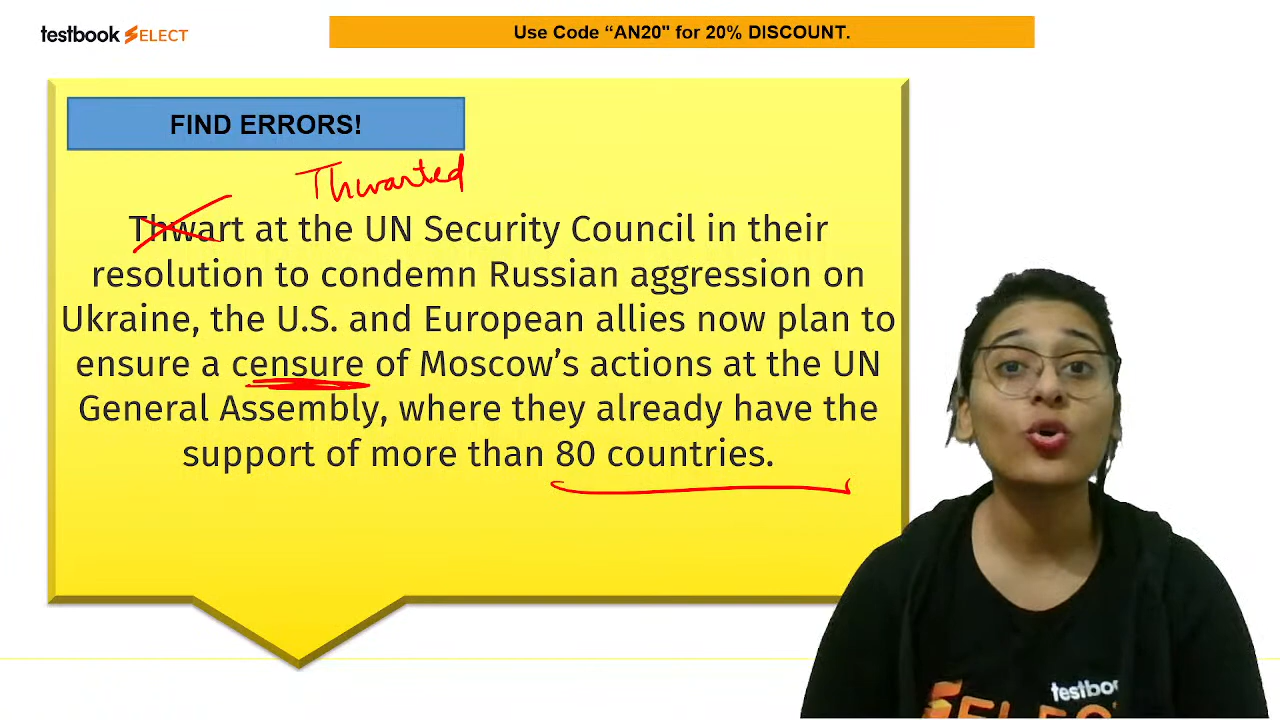 testbook SELECT
Use Code “AN20" for 20% DISCOUNT.
FIND ERRORS!
Thwarted
Thwart at the UN Security Council in their
resolution to condemn Russian aggression on
Ukraine, the U.S. and European allies now plan to
ensure a censure of Moscow’s actions at the UN
General Assembly, where they already have the
support of more than 80 countries.
testboo
SELEC